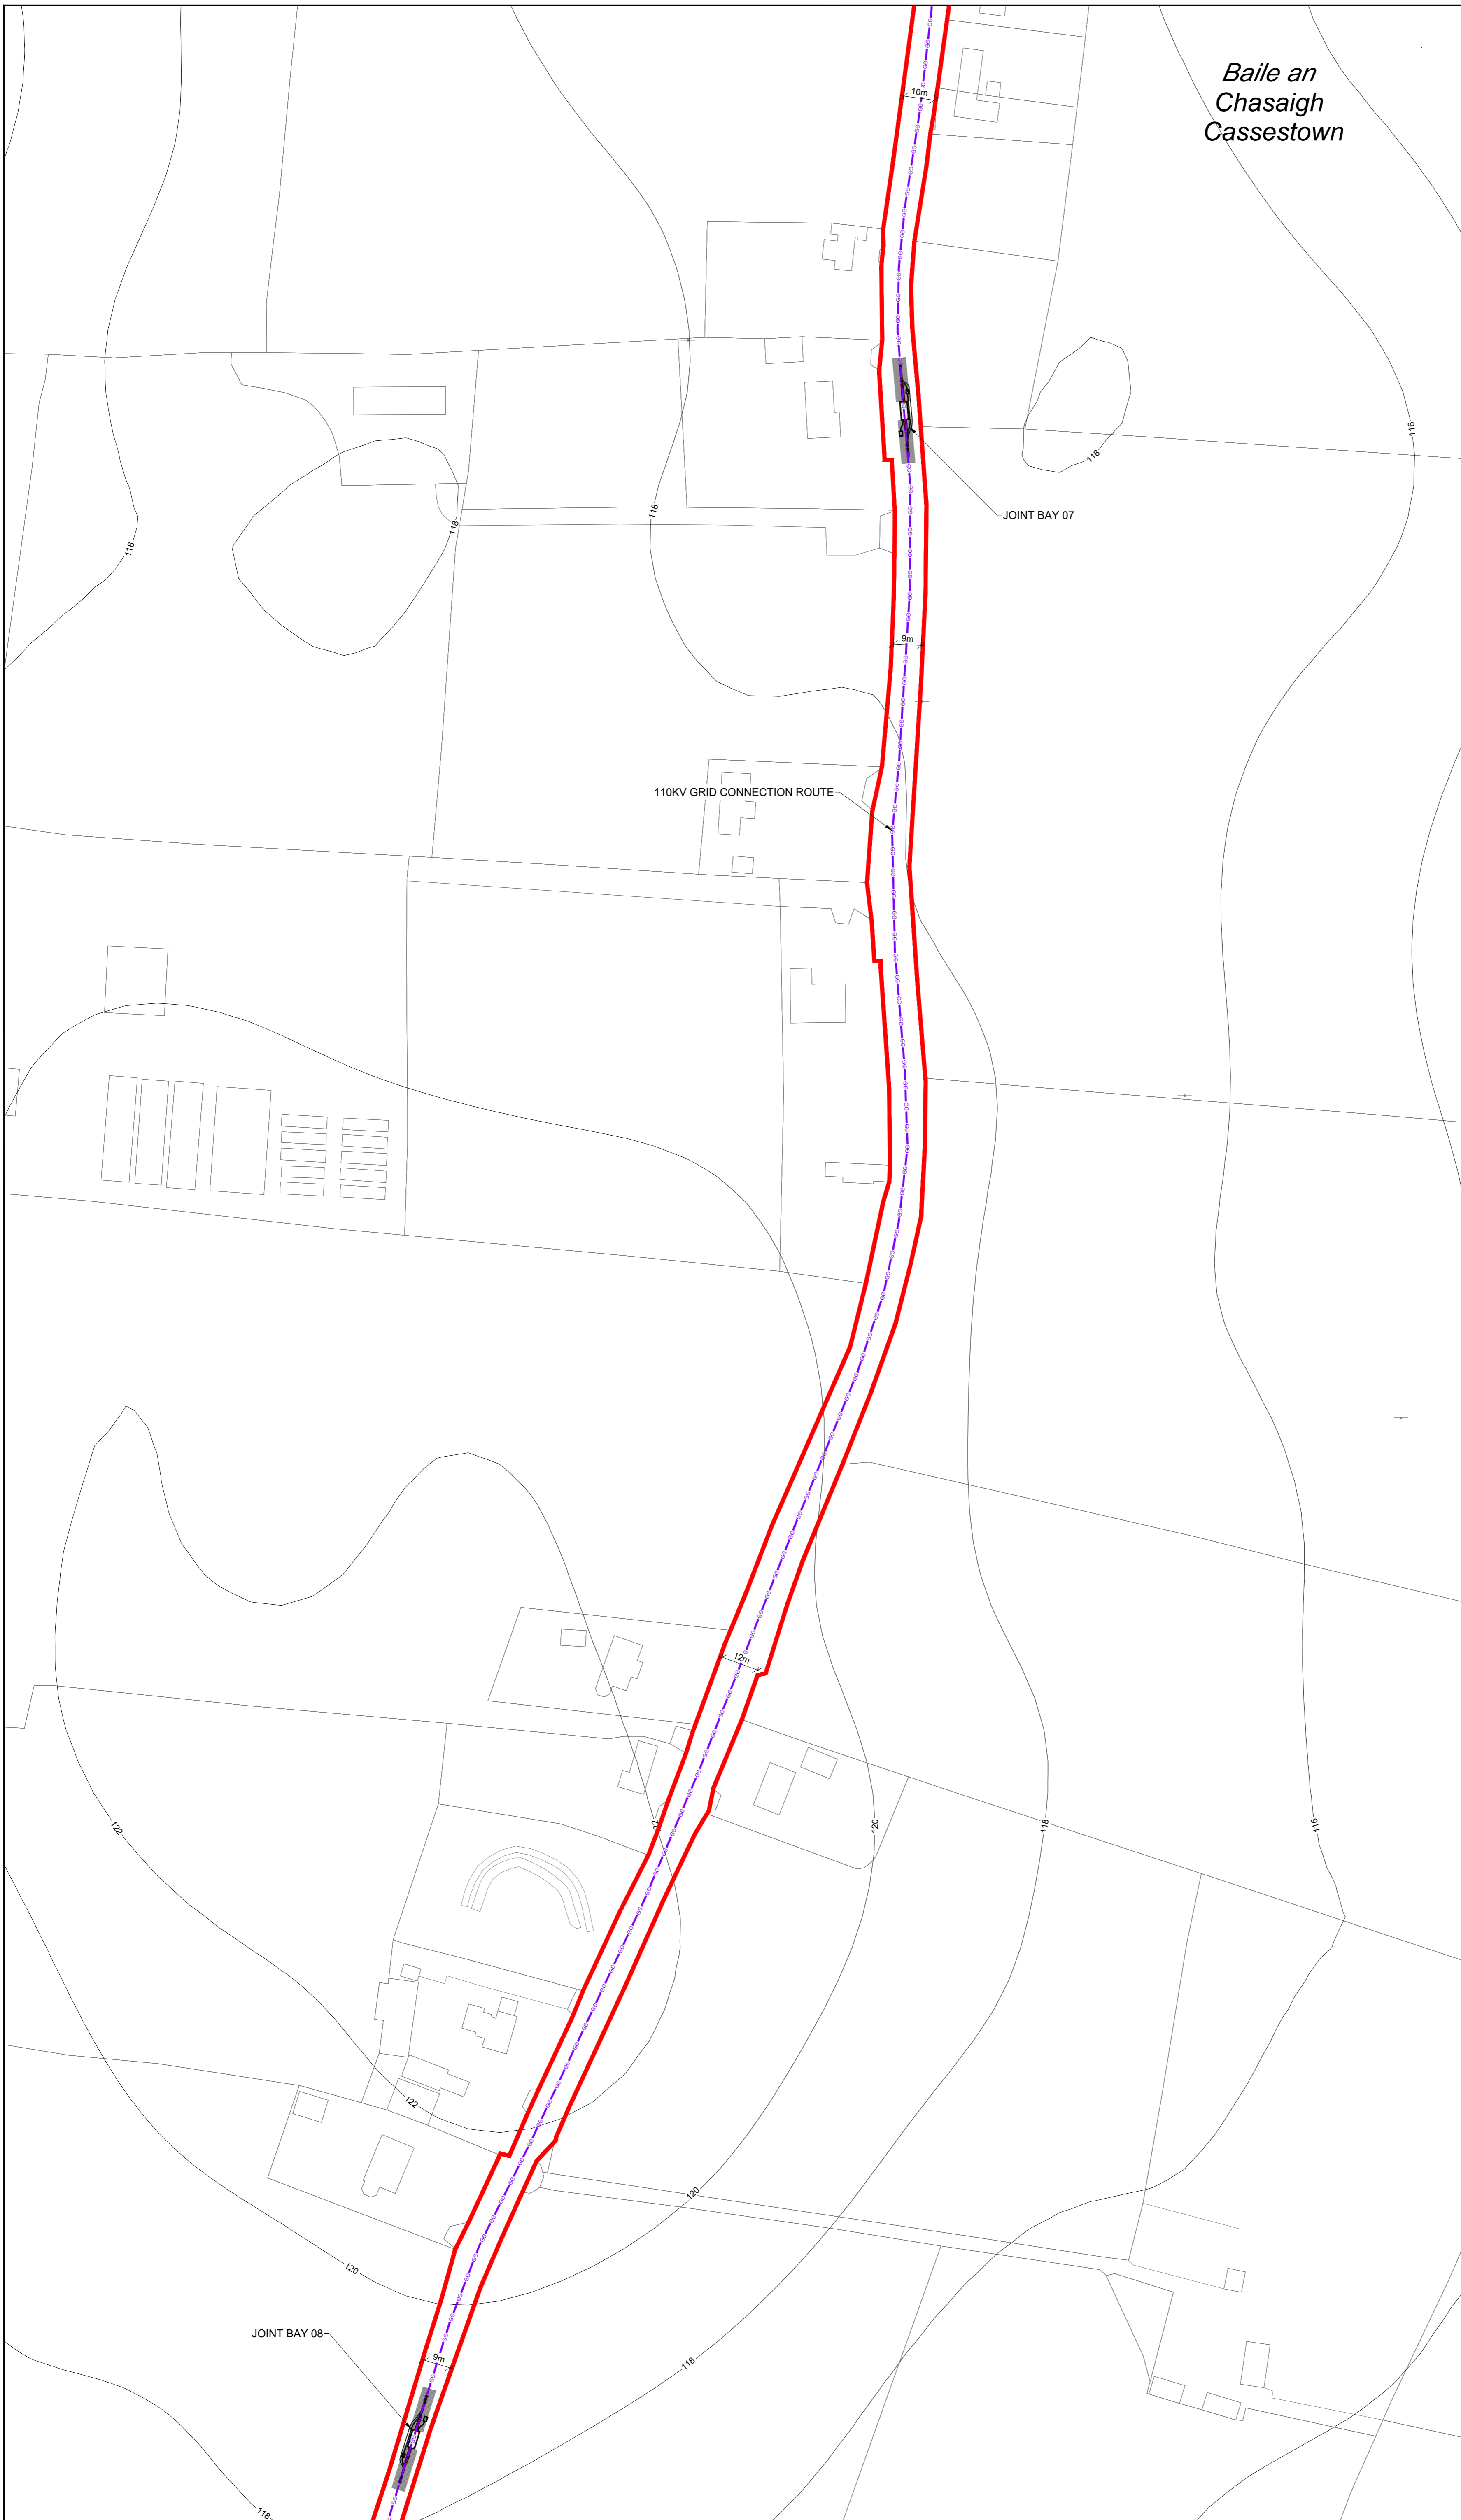 Baile an
Chasaigh
Cassestown
10m
116
118
118
118
118
JOINT BAY 07
9m
110KV GRID CONNECTION ROUTE
12m
122
120
118
116
122
120
120
JOINT BAY 08
9m
118
118